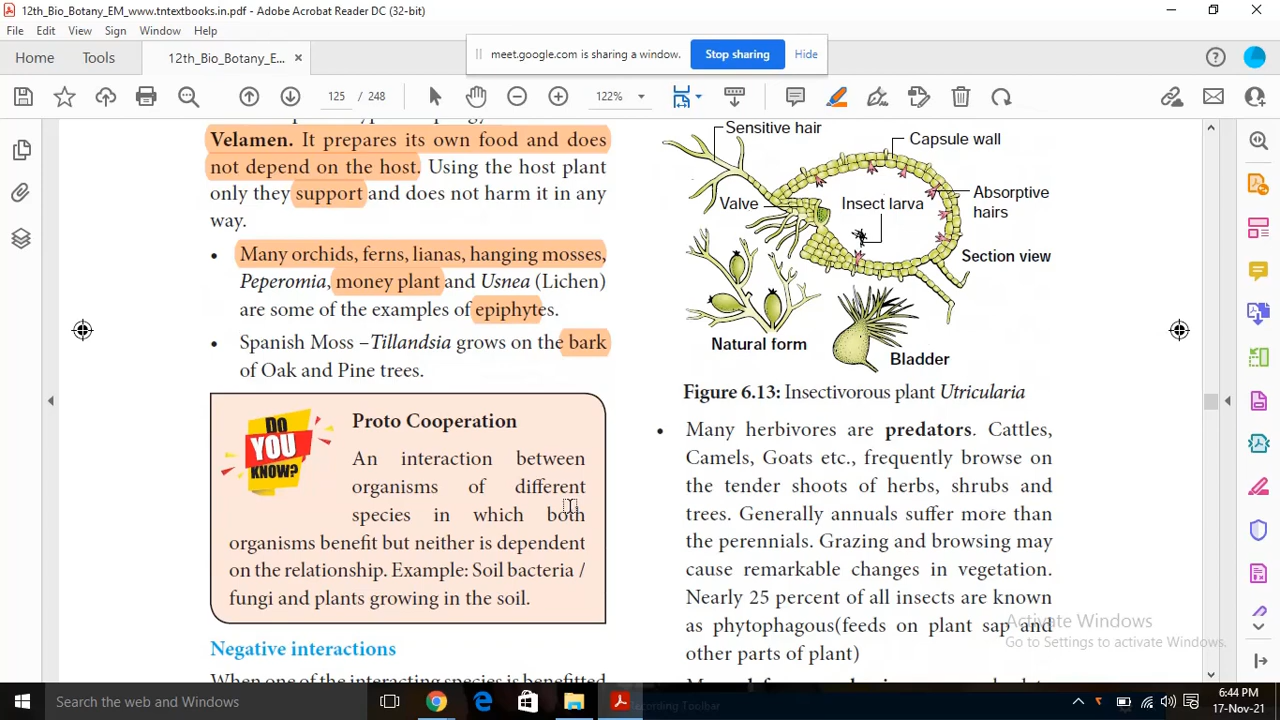 12th_Bio_Botany_EM_www.tntextbooks.in.pdf - Adobe Acrobat Reader DC (32-bit)
File Edit View Sign Window Help
Home Tools 12th_Bio_Botany_E...
meet.google.com is sharing a window. Stop sharing Hide
125 / 248 122%
Velamen. It prepares its own food and does
not depend on the host. Using the host plant
only they support and does not harm it in any
way.
• Many orchids, ferns, lianas, hanging mosses,
Peperomia, money plant and Usnea (Lichen)
are some of the examples of epiphytes.
• Spanish Moss –Tillandsia grows on the bark
of Oak and Pine trees.
DO
YOU
KNOW?
Proto Cooperation
An interaction between
organisms of different
species in which both
organisms benefit but neither is dependent
on the relationship. Example: Soil bacteria /
fungi and plants growing in the soil.
Negative interactions
When one of the interacting species is benefitted
Sensitive hair
Capsule wall
Valve
Insect larva
Absorptive
hairs
Section view
Natural form
Bladder
Figure 6.13: Insectivorous plant Utricularia
• Many herbivores are predators. Cattles,
Camels, Goats etc., frequently browse on
the tender shoots of herbs, shrubs and
trees. Generally annuals suffer more than
the perennials. Grazing and browsing may
cause remarkable changes in vegetation.
Nearly 25 percent of all insects are known
as phytophagous(feeds on plant sap and
other parts of plant)
Activate Windows
Go to Settings to activate Windows.
Search the web and Windows
Recording Toolbar
6:44 PM
17-Nov-21